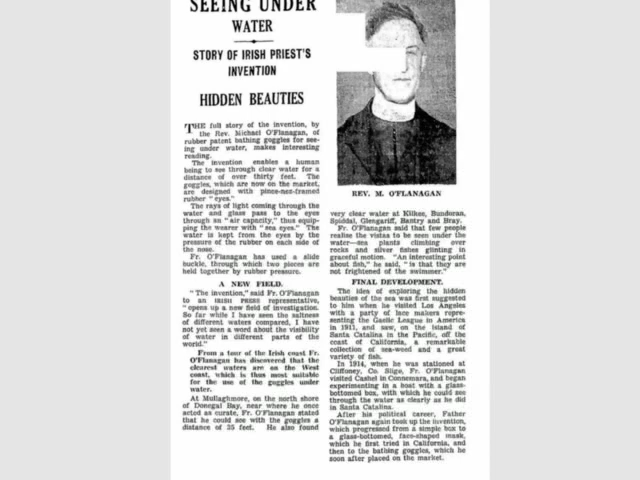 SEEING UNDER
WATER
STORY OF IRISH PRIEST'S
INVENTION
HIDDEN BEAUTIES
THE full story of the invention, by
the Rev. Michael O'Flanagan, of
rubber patent bathing goggles for see-
ing under water, makes interesting
reading.
The invention enables a human
being to see through clear water for a
distance of over thirty feet. The
goggles, which are now on the market,
are designed with pince-nez-framed
rubber "eyes."
The rays of light coming through the
water and glass pass to the eyes
through an "air capacity," thus equip-
ping the wearer with "sea eyes." The
water is kept from the eyes by the
pressure of the rubber on each side of
the nose.
Fr. O'Flanagan has used a slide
buckle, through which two pieces are
held together by rubber pressure.
A NEW FIELD.
"The invention," said Fr. O'Flanagan
to an IRISH PRESS representative,
"opens up a new field of investigation.
So far while I have seen the saltness
of different waters compared, I have
not yet seen a word about the visibility
of water in different parts of the
world."
From a tour of the Irish coast Fr.
O'Flanagan has discovered that the
clearest waters are on the West
coast, which is thus most suitable
for the use of the goggles under
water.
At Mullaghmore, on the north shore
of Donegal Bay, near where he once
acted as curate, Fr. O'Flanagan stated
that he could see with the goggles a
distance of 25 feet. He also found
REV. M. O'FLANAGAN
very clear water at Kilkee, Bundoran,
Spiddal, Glengariff, Bantry and Bray.
Fr. O'Flanagan said that few people
realise the vistas to be seen under the
water—sea plants climbing over
rocks and silver fishes glinting in
graceful motion. "An interesting point
about fish," he said, "is that they are
not frightened of the swimmer."
FINAL DEVELOPMENT.
The idea of exploring the hidden
beauties of the sea was first suggested
to him when he visited Los Angeles
with a party of lace makers repre-
senting the Gaelic League in America
in 1911, and saw, on the island of
Santa Catalina in the Pacific, off the
coast of California, a remarkable
collection of sea-weed and a great
variety of fish.
In 1914, when he was stationed at
Cliffoney, Co. Sligo, Fr. O'Flanagan
visited Cashel in Connemara, and began
experimenting in a boat with a glass-
bottomed box, with which he could see
through the water as clearly as he did
in Santa Catalina.
After his political career, Father
O'Flanagan again took up the invention,
which progressed from a simple box to
a glass-bottomed, face-shaped mask,
which he first tried in California, and
then to the bathing goggles, which he
soon after placed on the market.